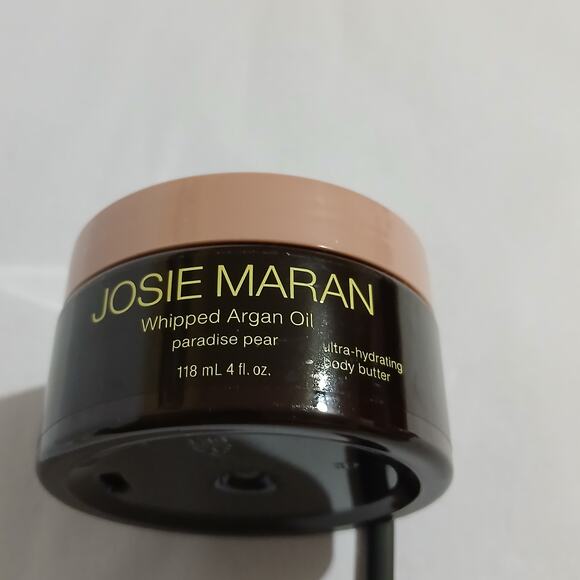 JOSIE MARAN
Whipped Argan Oil
paradise pear
118 mL 4 fl. oz.
ultra-hydrating
body butter